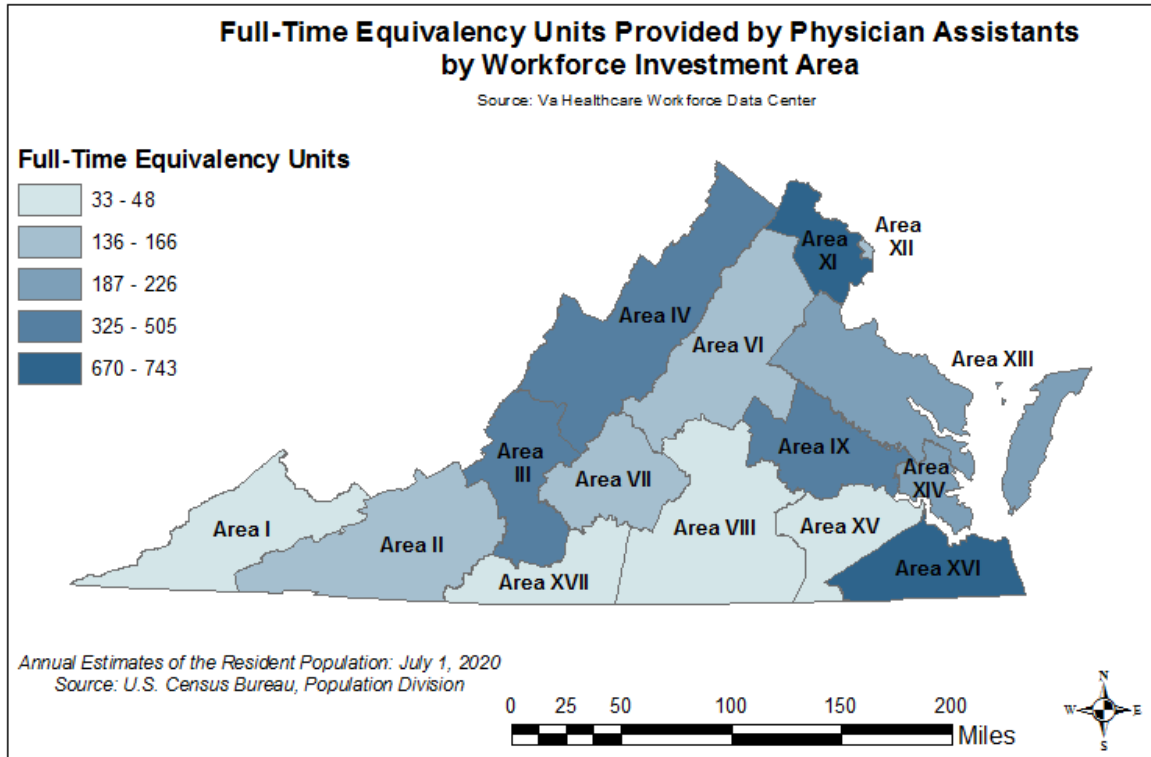 Full-Time Equivalency Units Provided by Physician Assistants
by Workforce Investment Area
Source: Va Healthcare Workforce Data Center
Full-Time Equivalency Units
33 - 48
136 - 166
187 - 226
325 - 505
670 - 743
Area
XI
Area
XII
Area IV
Area VI
Area XIII
Area
III
Area IX
Area VII
Area
XIV
Area I
Area II
Area VIII
Area XV
Area XVII
Area XVI
Annual Estimates of the Resident Population: July 1, 2020
Source: U.S. Census Bureau, Population Division
0 25 50 100 150 200
Miles
N
W E
S